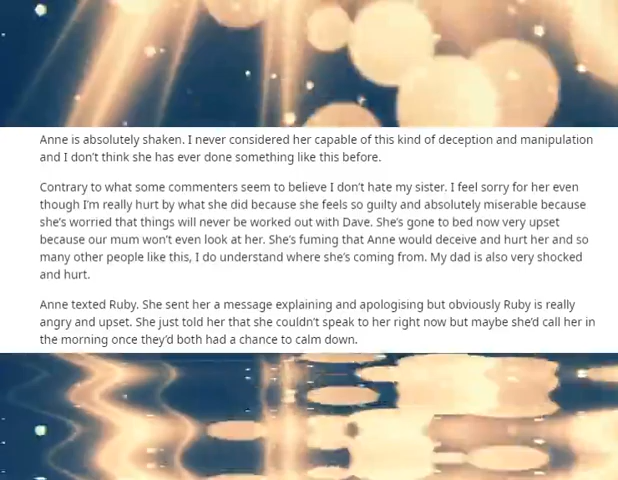 Anne is absolutely shaken. I never considered her capable of this kind of deception and manipulation
and I don't think she has ever done something like this before.
Contrary to what some commenters seem to believe I don't hate my sister. I feel sorry for her even
though I'm really hurt by what she did because she feels so guilty and absolutely miserable because
she's worried that things will never be worked out with Dave. She's gone to bed now very upset
because our mum won't even look at her. She's fuming that Anne would deceive and hurt her and so
many other people like this, I do understand where she's coming from. My dad is also very shocked
and hurt.
Anne texted Ruby. She sent her a message explaining and apologising but obviously Ruby is really
angry and upset. She just told her that she couldn't speak to her right now but maybe she'd call her in
the morning once they'd both had a chance to calm down.